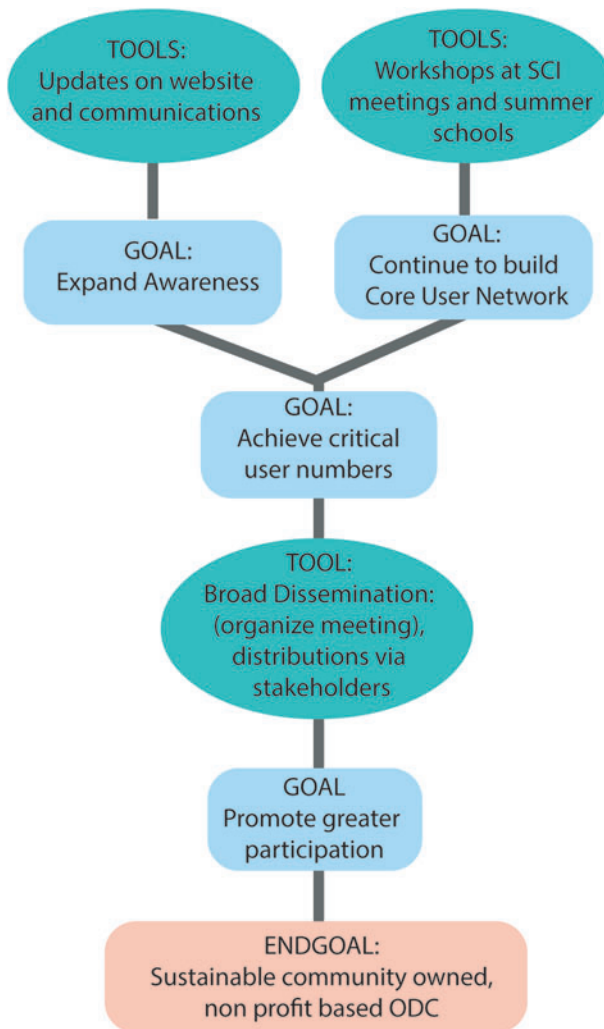 TOOLS:
Updates on website
and communications
TOOLS:
Workshops at SCI
meetings and summer
schools
GOAL:
Expand Awareness
GOAL:
Continue to build
Core User Network
GOAL:
Achieve critical
user numbers
TOOL:
Broad Dissemination:
(organize meeting),
distributions via
stakeholders
GOAL
Promote greater
participation
ENDGOAL:
Sustainable community owned,
non profit based ODC